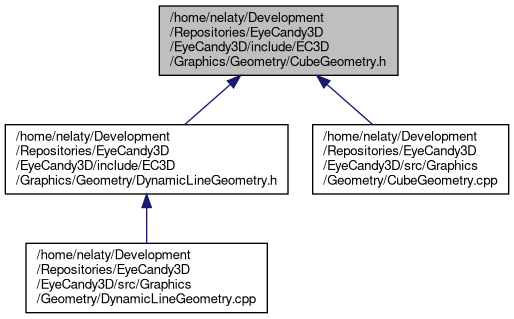 /home/nelaty/Development
/Repositories/EyeCandy3D
/EyeCandy3D/include/EC3D
/Graphics/Geometry/CubeGeometry.h
/home/nelaty/Development
/Repositories/EyeCandy3D
/EyeCandy3D/include/EC3D
/Graphics/Geometry/DynamicLineGeometry.h
/home/nelaty/Development
/Repositories/EyeCandy3D
/EyeCandy3D/src/Graphics
/Geometry/CubeGeometry.cpp
/home/nelaty/Development
/Repositories/EyeCandy3D
/EyeCandy3D/src/Graphics
/Geometry/DynamicLineGeometry.cpp